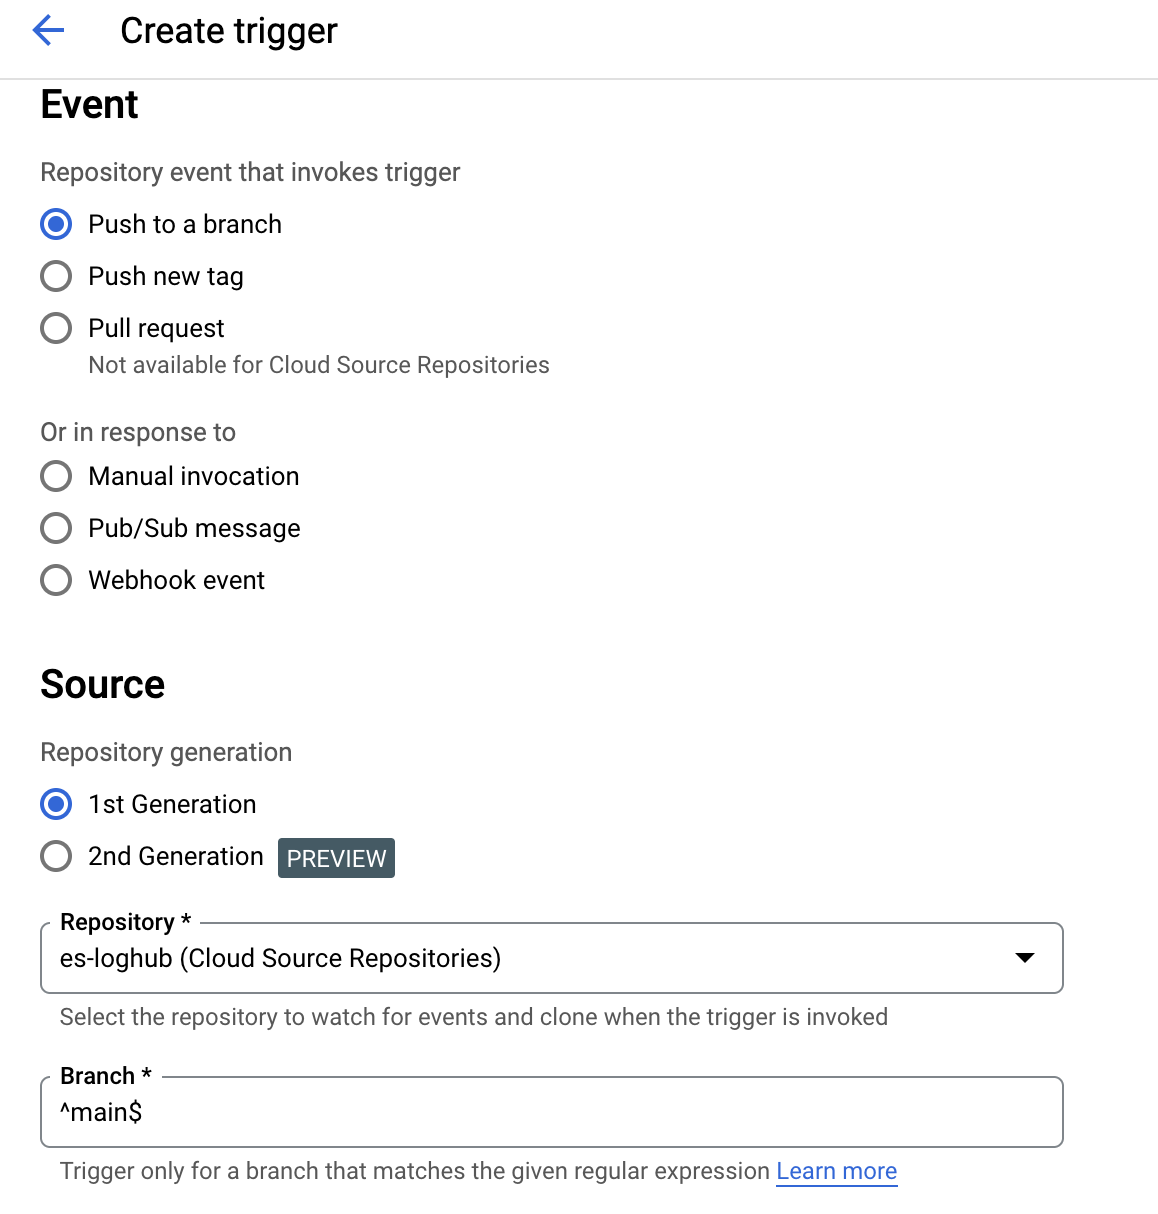 Create trigger
Event
Repository event that invokes trigger
Push to a branch
Push new tag
Pull request
Not available for Cloud Source Repositories
Or in response to
Manual invocation
Pub/Sub message
Webhook event
Source
Repository generation
1st Generation
2nd Generation PREVIEW
Repository *
es-loghub (Cloud Source Repositories)
Select the repository to watch for events and clone when the trigger is invoked
Branch *
^main$
Trigger only for a branch that matches the given regular expression Learn more